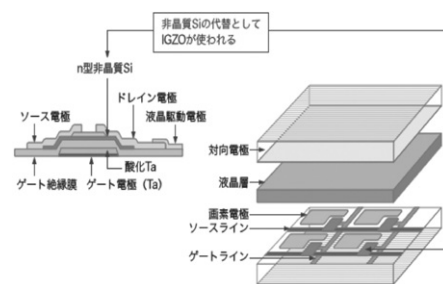 非晶質Siの代替として
IGZOが使われる
n型非晶質Si
ドレイン電極
ソース電極
液晶駆動電極
酸化Ta
ゲート絶縁膜
ゲート電極（Ta）
対向電極
液晶層
画素電極
ソースライン
ゲートライン